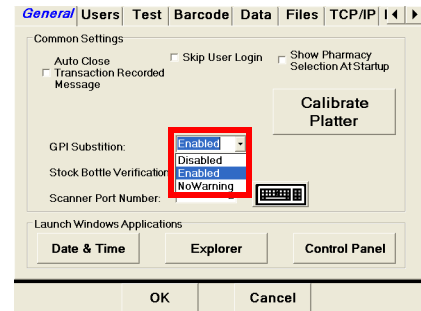 General Users Test Barcode Data Files TCP/IP
Common Settings
Auto Close
Transaction Recorded
Message
Skip User Login
Show Pharmacy
Selection At Startup
Calibrate
Platter
GPI Substition:
Enabled
Disabled
Enabled
NoWarning
Stock Bottle Verification
Scanner Port Number:
Launch Windows Applications
Date & Time
Explorer
Control Panel
OK
Cancel